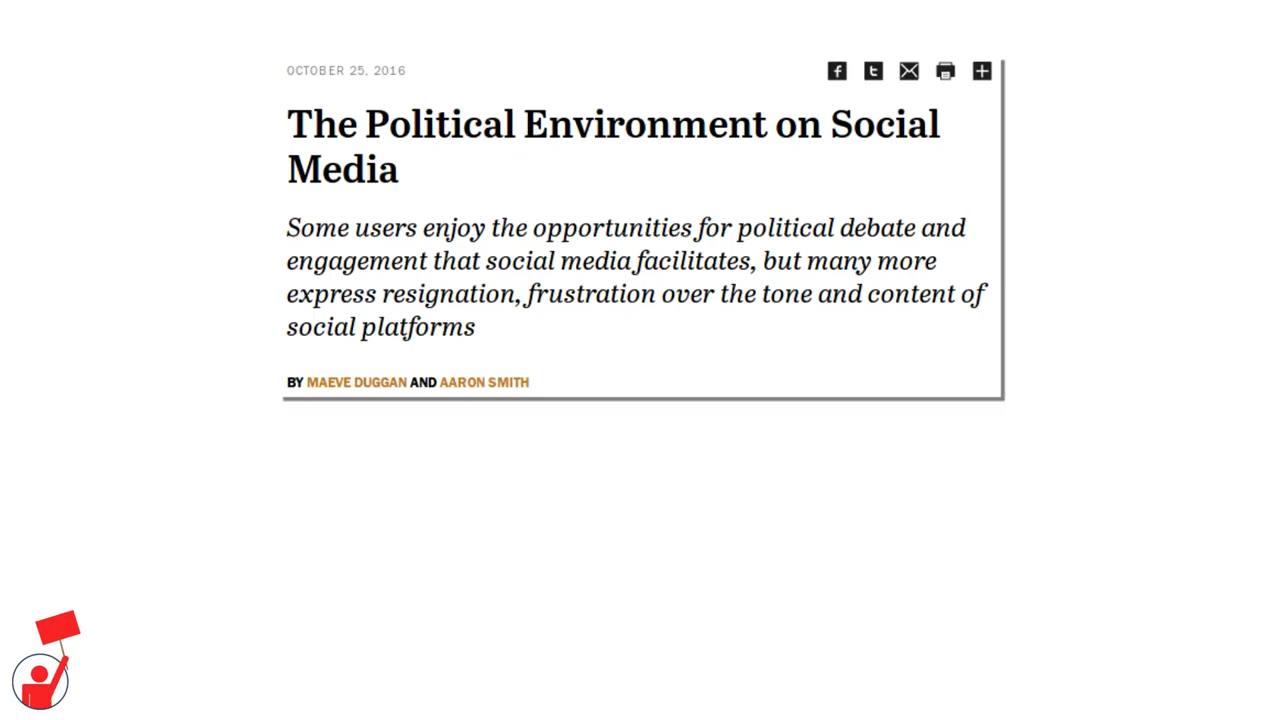 OCTOBER 25, 2016
The Political Environment on Social
Media
Some users enjoy the opportunities for political debate and
engagement that social media facilitates, but many more
express resignation, frustration over the tone and content of
social platforms
BY MAEVE DUGGAN AND AARON SMITH